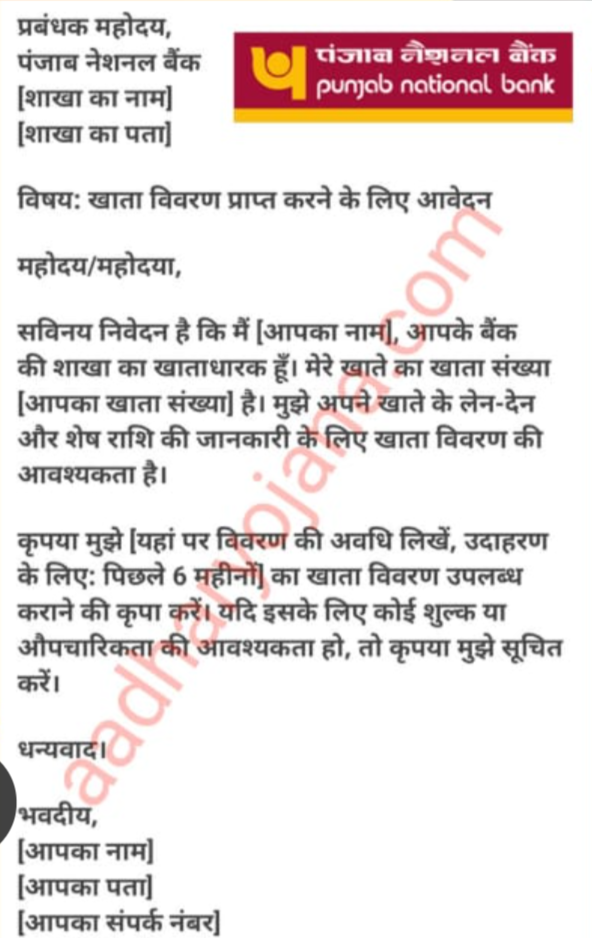 प्रबंधक महोदय,
पंजाब नेशनल बैंक
[शाखा का नाम]
[शाखा का पता]
पंजाब नैशनल बैंक
punjab national bank
विषय: खाता विवरण प्राप्त करने के लिए आवेदन
महोदय/महोदया,
सविनय निवेदन है कि मैं [आपका नाम], आपके बैंक
की शाखा का खाताधारक हूँ। मेरे खाते का खाता संख्या
[आपका खाता संख्या] है। मुझे अपने खाते के लेन-देन
और शेष राशि की जानकारी के लिए खाता विवरण की
आवश्यकता है।
कृपया मुझे [यहां पर विवरण की अवधि लिखें, उदाहरण
के लिए: पिछले 6 महीनों] का खाता विवरण उपलब्ध
कराने की कृपा करें। यदि इसके लिए कोई शुल्क या
औपचारिकता की आवश्यकता हो, तो कृपया मुझे सूचित
करें।
धन्यवाद।
भवदीय,
[आपका नाम]
[आपका पता]
[आपका संपर्क नंबर]
aadharyojana.com